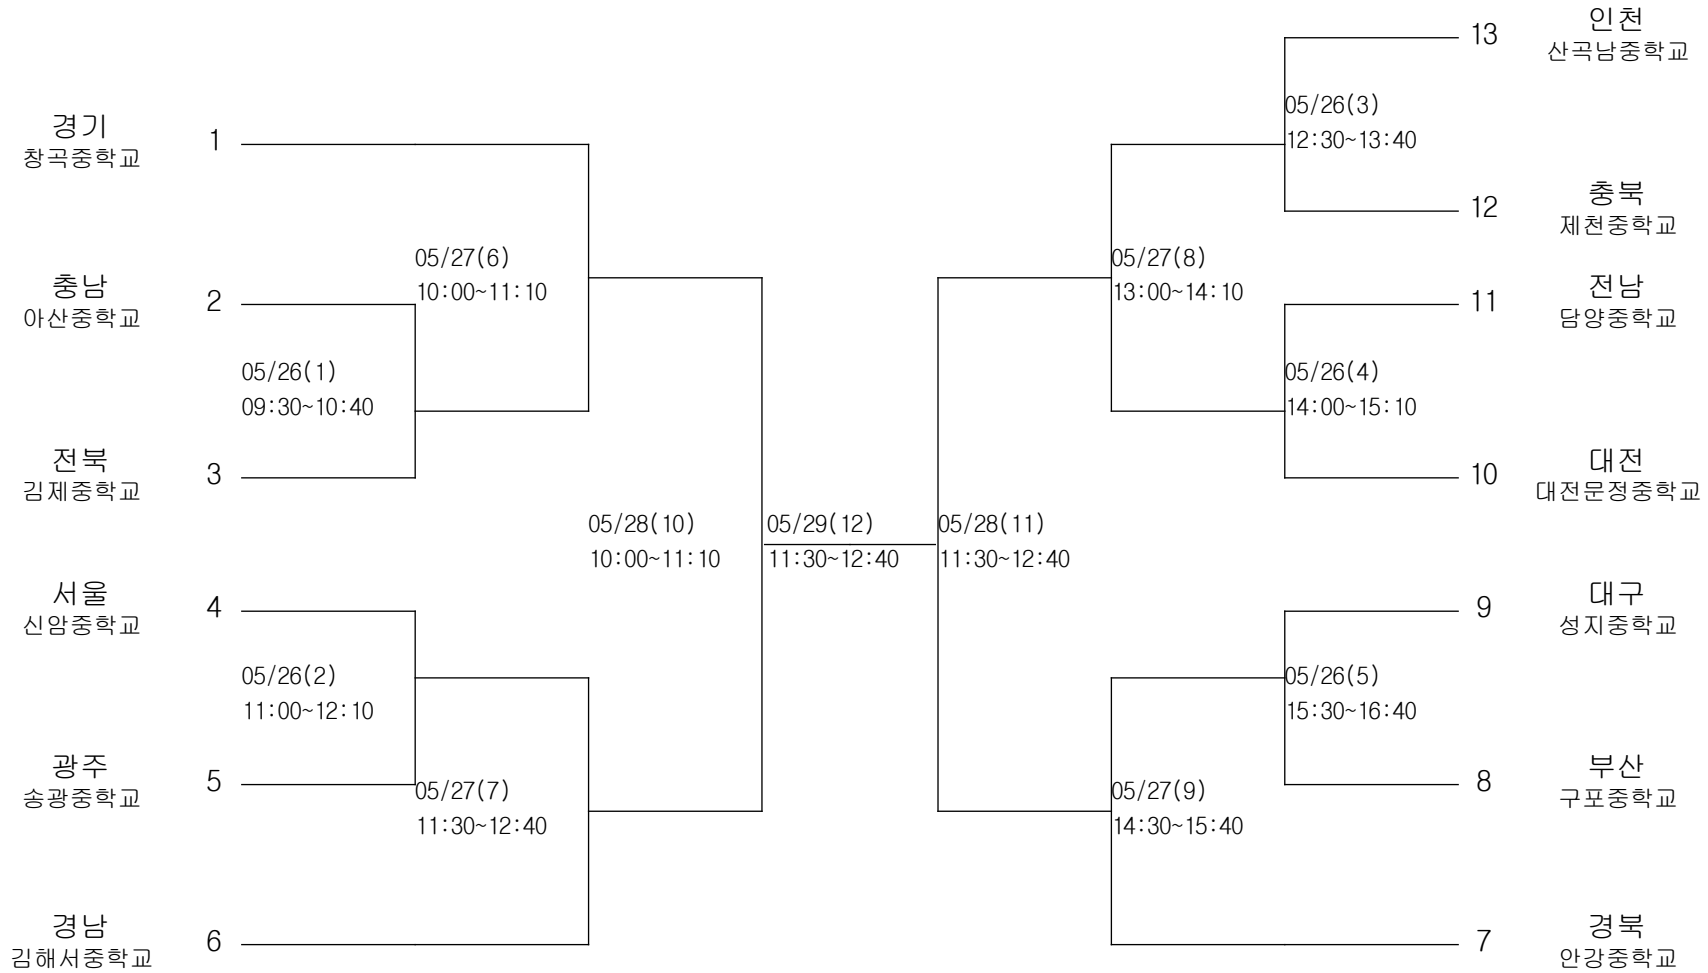 경기
창곡중학교
1
충남
아산중학교
2
05/26(1)
09:30~10:40
전북
김제중학교
3
05/27(6)
10:00~11:10
서울
신암중학교
4
05/26(2)
11:00~12:10
광주
송광중학교
5
05/27(7)
11:30~12:40
경남
김해서중학교
6
05/28(10)
10:00~11:10
05/29(12)
11:30~12:40
05/28(11)
11:30~12:40
13
인천
산곡남중학교
05/26(3)
12:30~13:40
12
충북
제천중학교
05/27(8)
13:00~14:10
11
전남
담양중학교
05/26(4)
14:00~15:10
10
대전
대전문정중학교
9
대구
성지중학교
05/26(5)
15:30~16:40
8
부산
구포중학교
05/27(9)
14:30~15:40
7
경북
안강중학교